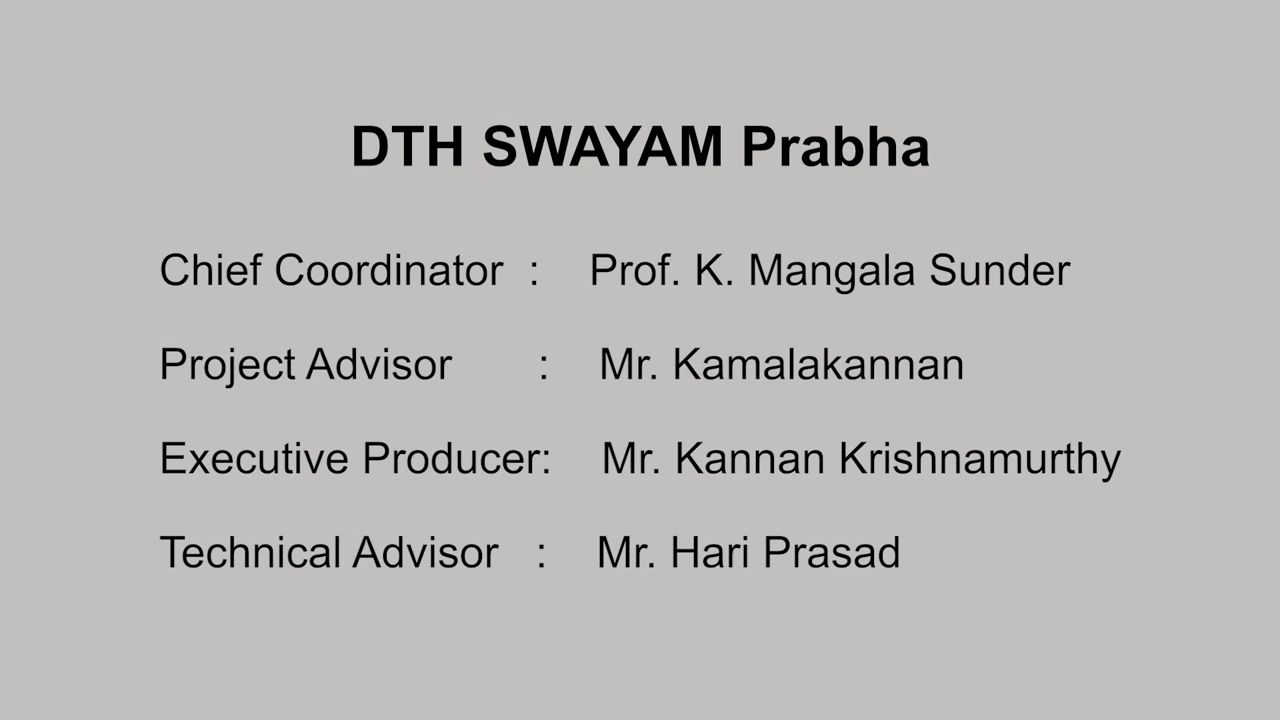 DTH SWAYAM Prabha
Chief Coordinator : Prof. K. Mangala Sunder
Project Advisor : Mr. Kamalakannan
Executive Producer: Mr. Kannan Krishnamurthy
Technical Advisor : Mr. Hari Prasad